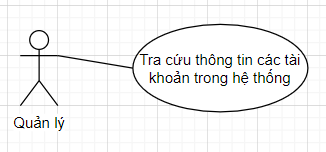 Tra cứu thông tin các tài
khoản trong hệ thống
Quản lý